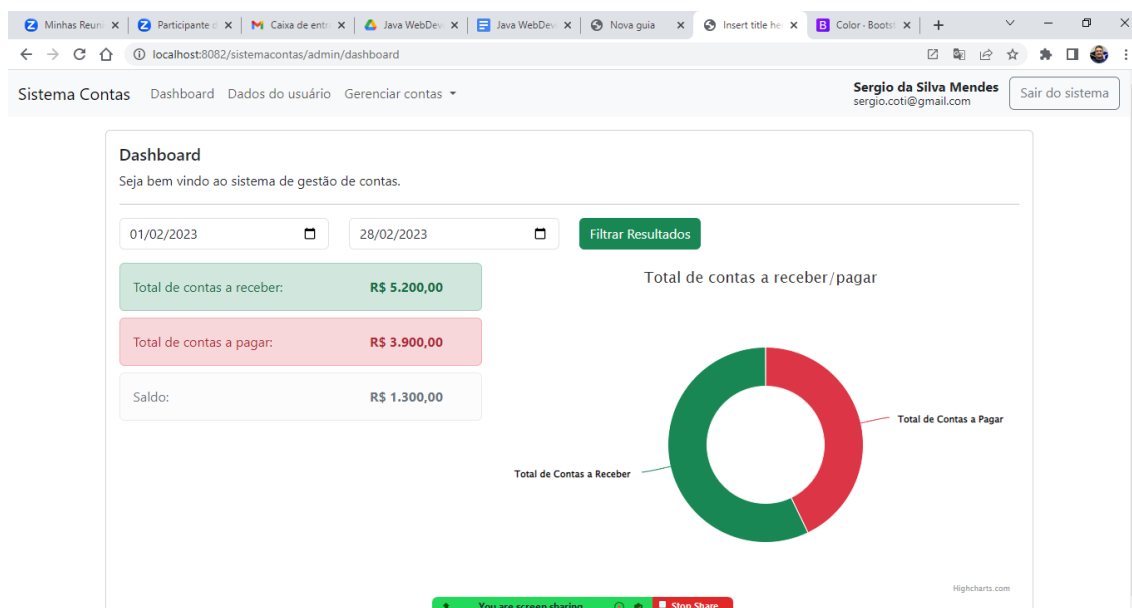 Minhas Reuni
Participante d
Caixa de entra
Java WebDeve
Java WebDeve
Nova guia
Insert title he
Color · Bootst
localhost:8082/sistemacontas/admin/dashboard
Sistema Contas Dashboard Dados do usuário Gerenciar contas
Sergio da Silva Mendes
sergio.coti@gmail.com
Sair do sistema
Dashboard
Seja bem vindo ao sistema de gestão de contas.
01/02/2023 28/02/2023 Filtrar Resultados
Total de contas a receber: R$ 5.200,00
Total de contas a pagar: R$ 3.900,00
Saldo: R$ 1.300,00
Total de contas a receber/pagar
Total de Contas a Pagar
Total de Contas a Receber
Highcharts.com
You are screen sharing Stop Share